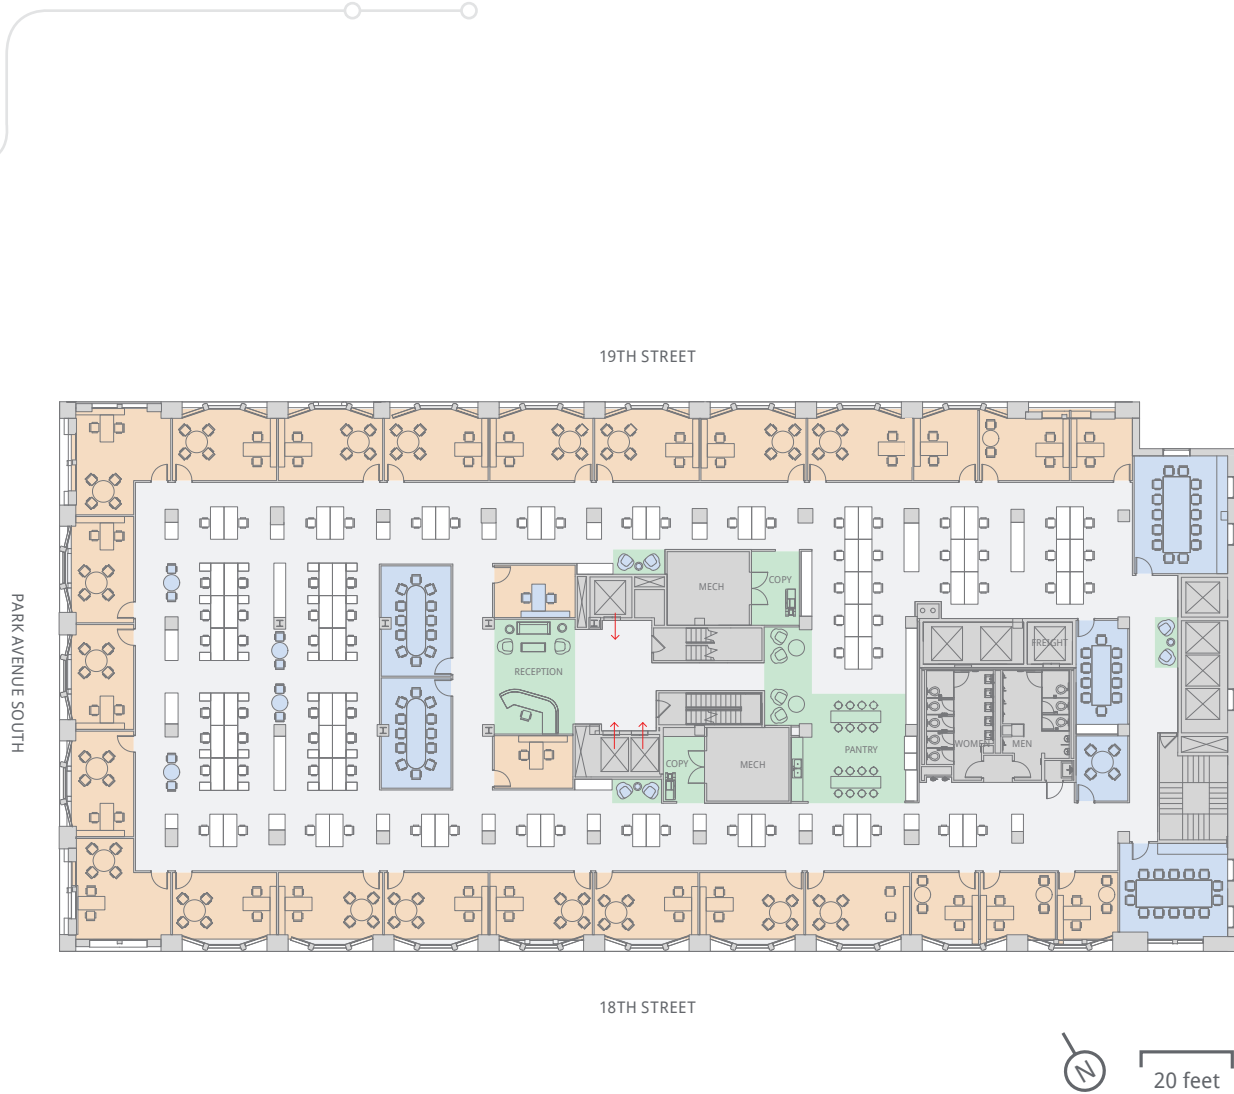 19TH STREET
PARK AVENUE SOUTH
MECH
COPY
FREIGHT
RECEPTION
WOMEN
MEN
PANTRY
COPY
MECH
18TH STREET
N
20 feet